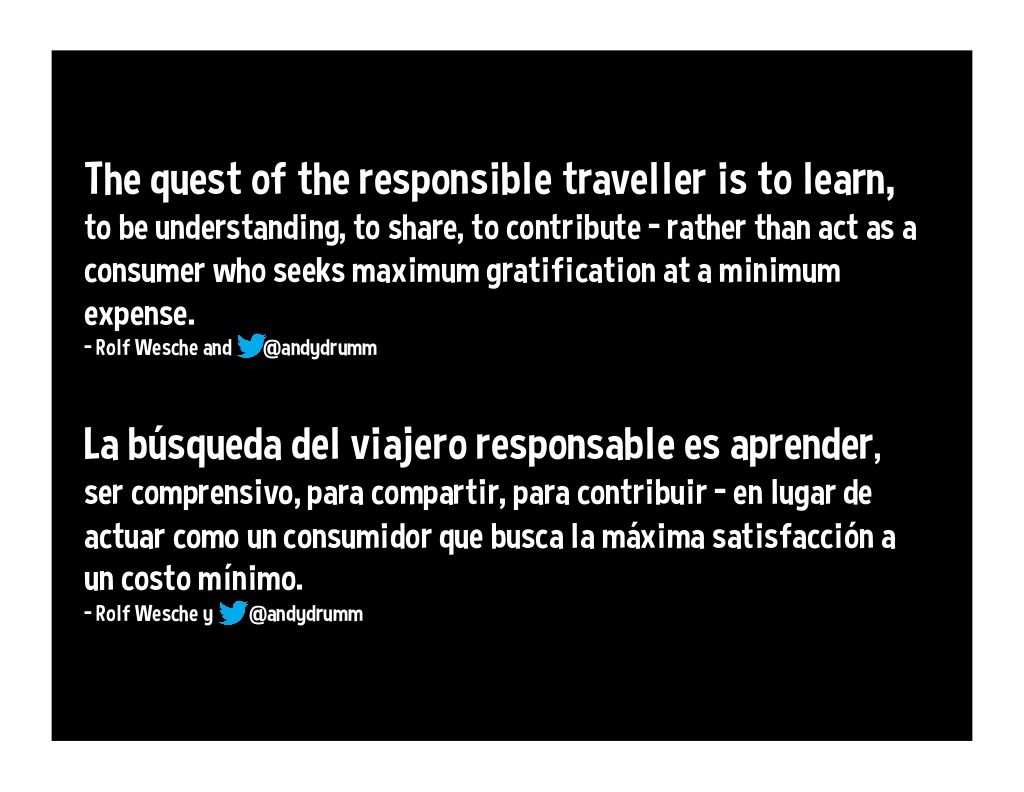 The quest of the responsible traveller is to learn,
to be understanding, to share, to contribute - rather than act as a
consumer who seeks maximum gratification at a minimum
expense.
- Rolf Wesche and @andydrumm
La búsqueda del viajero responsable es aprender,
ser comprensivo, para compartir, para contribuir - en lugar de
actuar como un consumidor que busca la máxima satisfacción a
un costo mínimo.
- Rolf Wesche y @andydrumm